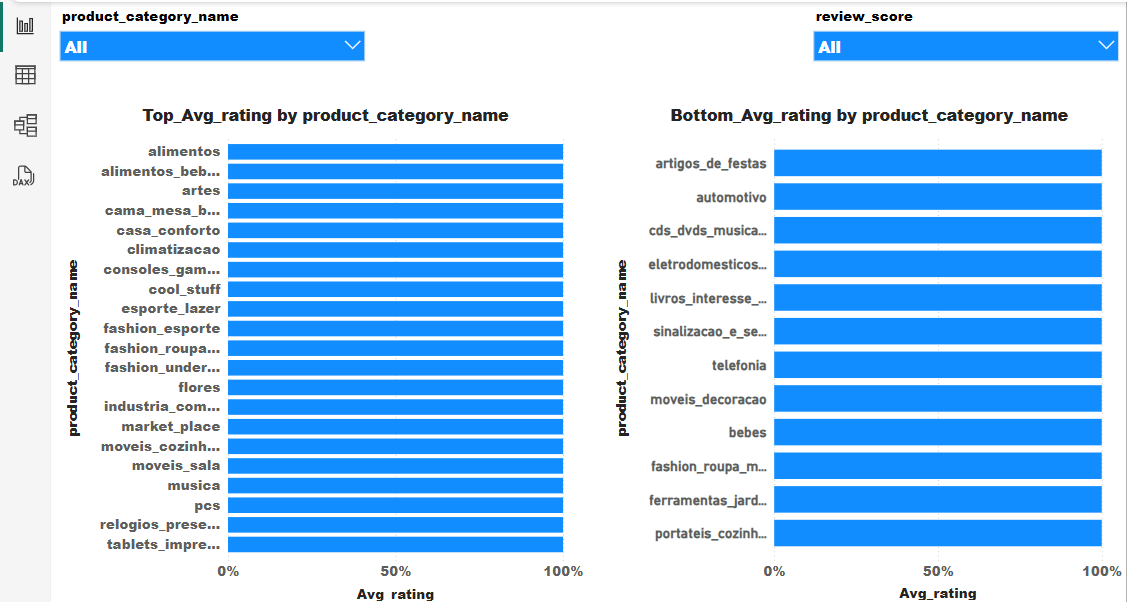 product_category_name
All
review_score
All
DAX
Top_Avg_rating by product_category_name
product_category_name
alimentos
alimentos_beb...
artes
cama_mesa_b...
casa_conforto
climatizacao
consoles_gam...
cool_stuff
esporte_lazer
fashion_esporte
fashion_roupa...
fashion_under...
flores
industria_com...
market_place
moveis_cozinh...
moveis_sala
musica
pcs
relogios_prese...
tablets_impre...
0% 50% 100%
Avg_rating
Bottom_Avg_rating by product_category_name
product_category_name
artigos_de_festas
automotivo
cds_dvds_musica...
eletrodomesticos...
livros_interesse_...
sinalizacao_e_se...
telefonia
moveis_decoracao
bebes
fashion_roupa_m...
ferramentas_jard...
portateis_cozinh...
0% 50% 100%
Avg_rating